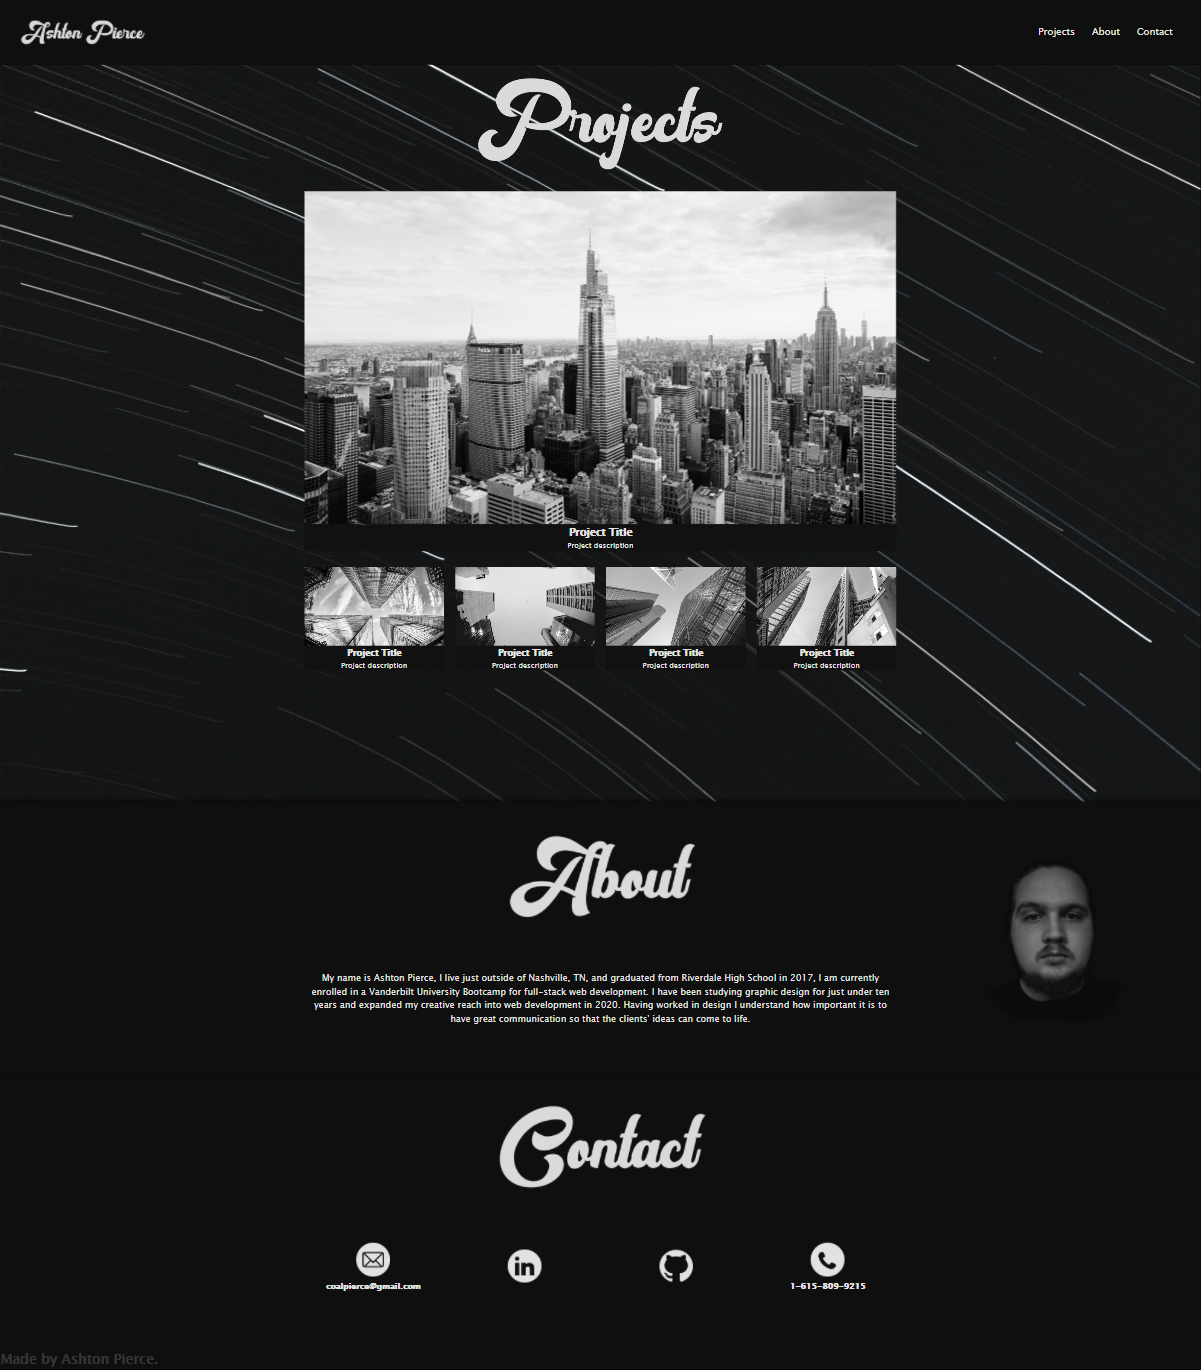 Ashton Pierce
Projects About Contact
Projects
Project Title
Project description
Project Title Project Title Project Title Project Title
Project description Project description Project description Project description
About
My name is Ashton Pierce, I live just outside of Nashville, TN, and graduated from Riverdale High School in 2017, I am currently
enrolled in a Vanderbilt University Bootcamp for full-stack web development. I have been studying graphic design for just under ten
years and expanded my creative reach into web development in 2020. Having worked in design I understand how important it is to
have great communication so that the clients' ideas can come to life.
Contact
in
coalpierce@gmail.com 1-615-809-9215
Made by Ashton Pierce.